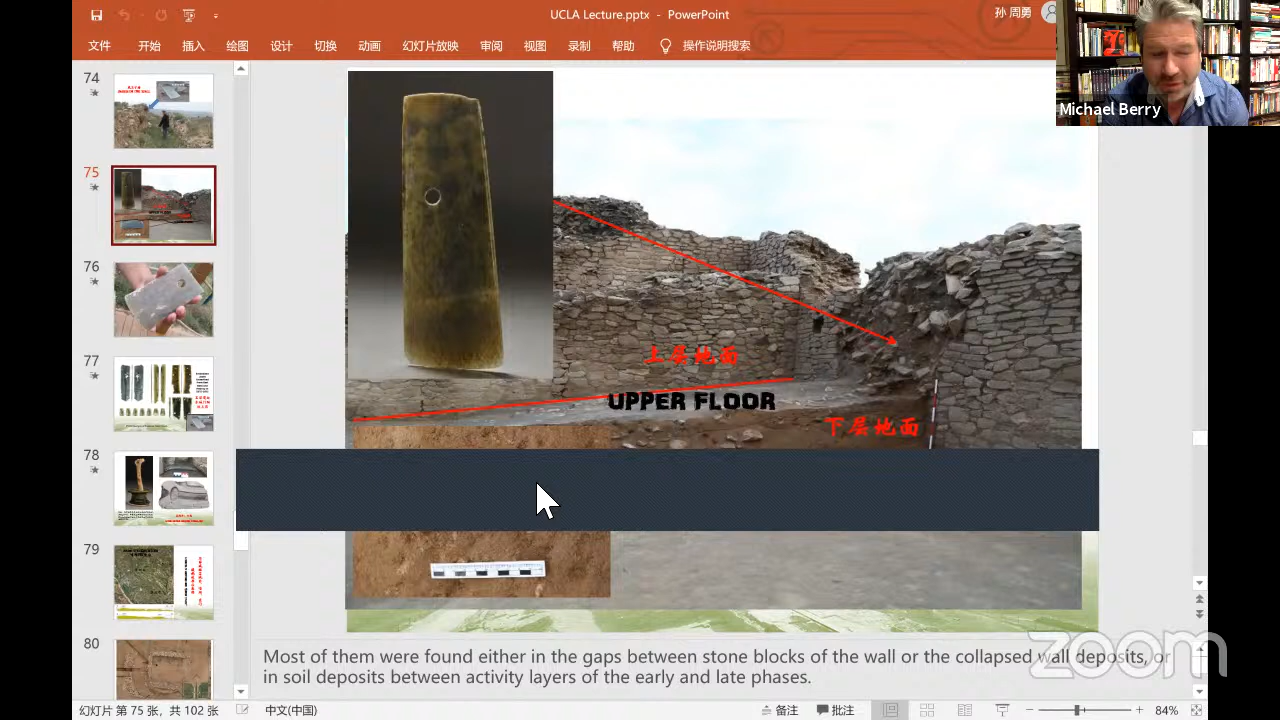 UCLA Lecture.pptx - PowerPoint
孙 周勇
文件 开始 插入 绘图 设计 切换 动画 幻灯片放映 审阅 视图 录制 帮助 操作说明搜索
Michael Berry
74
75
76
77
78
79
80
上层地面
UPPER FLOOR
下层地面
zoom
Most of them were found either in the gaps between stone blocks of the wall or the collapsed wall deposits, or
in soil deposits between activity layers of the early and late phases.
幻灯片 第 75 张，共 102 张 中文(中国) 备注 批注 84%